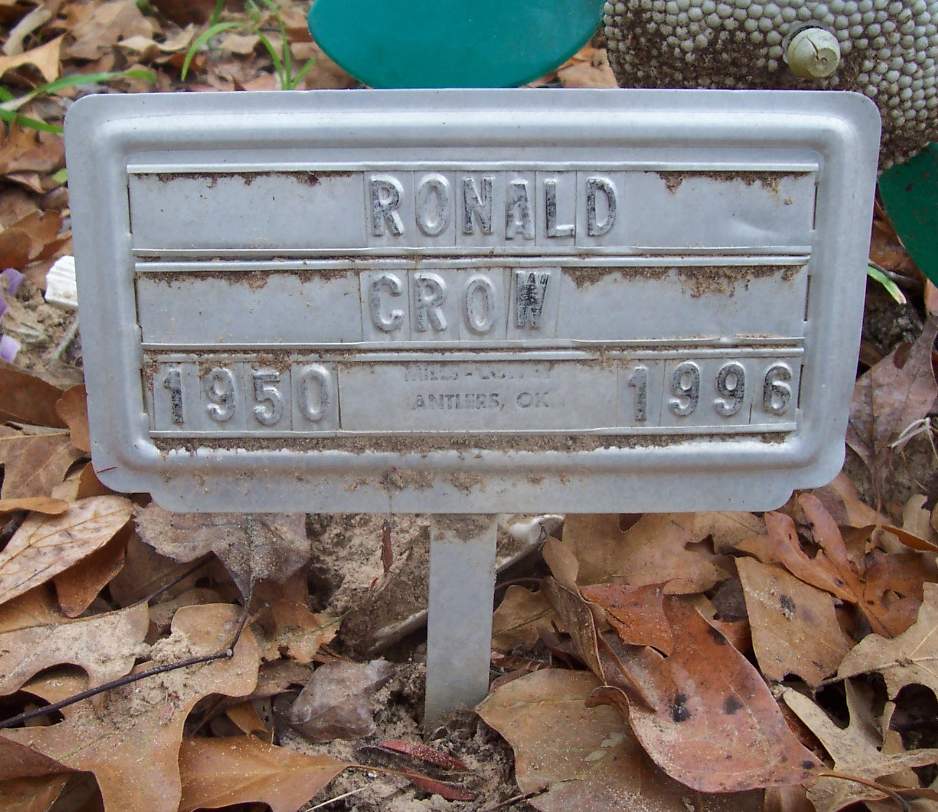 RONALD
CROW
1950 1996
ANTLERS, OK.